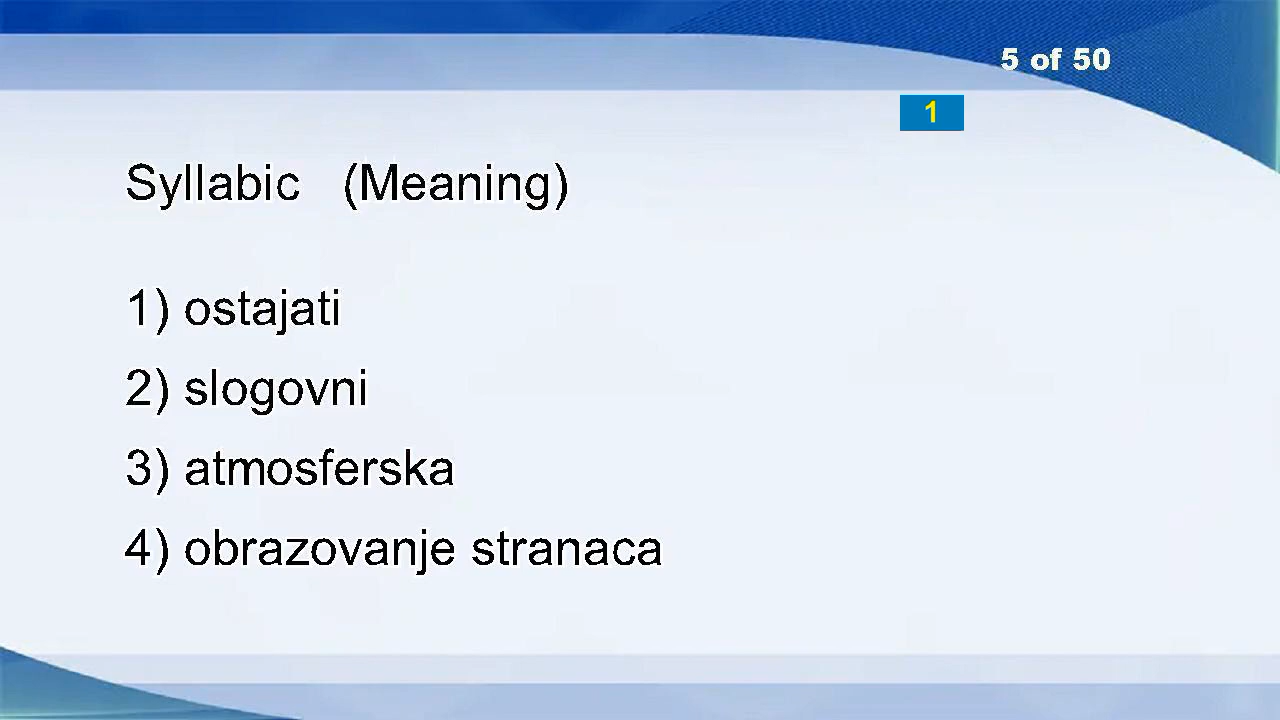 5 of 50
1
Syllabic (Meaning)
1) ostajati
2) slogovni
3) atmosferska
4) obrazovanje stranaca